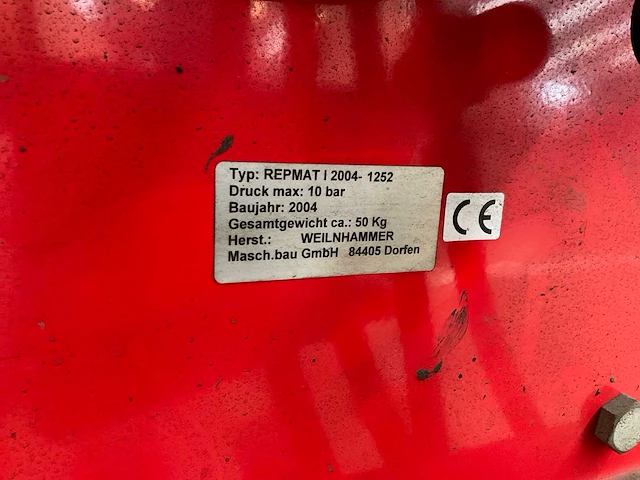 Typ: REPMAT I 2004- 1252
Druck max: 10 bar
Baujahr: 2004
Gesamtgewicht ca.: 50 Kg
Herst.: WEILNHAMMER
Masch.bau GmbH 84405 Dorfen
CE